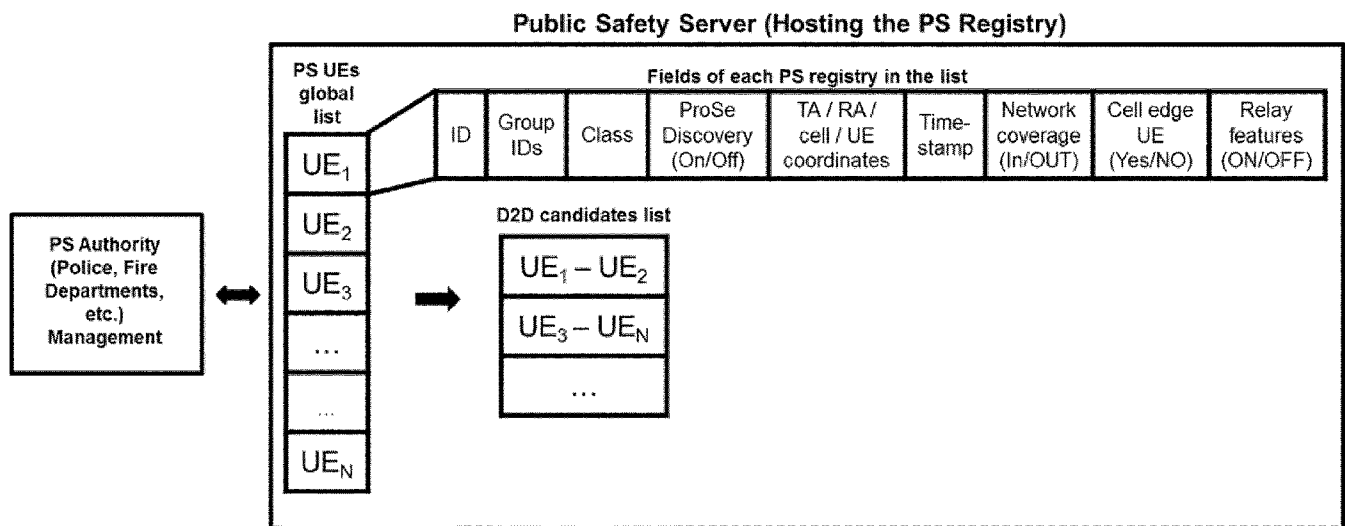 Public Safety Server (Hosting the PS Registry)
PS UEs
global
list
Fields of each PS registry in the list
ID
Group
IDs
Class
ProSe
Discovery
(On/Off)
TA / RA /
cell / UE
coordinates
Time-
stamp
Network
coverage
(In/OUT)
Cell edge
UE
(Yes/NO)
Relay
features
(ON/OFF)
UE1
UE2
UE3
...
...
UEN
D2D candidates list
UE1 – UE2
UE3 – UEN
...
PS Authority
(Police, Fire
Departments,
etc.)
Management